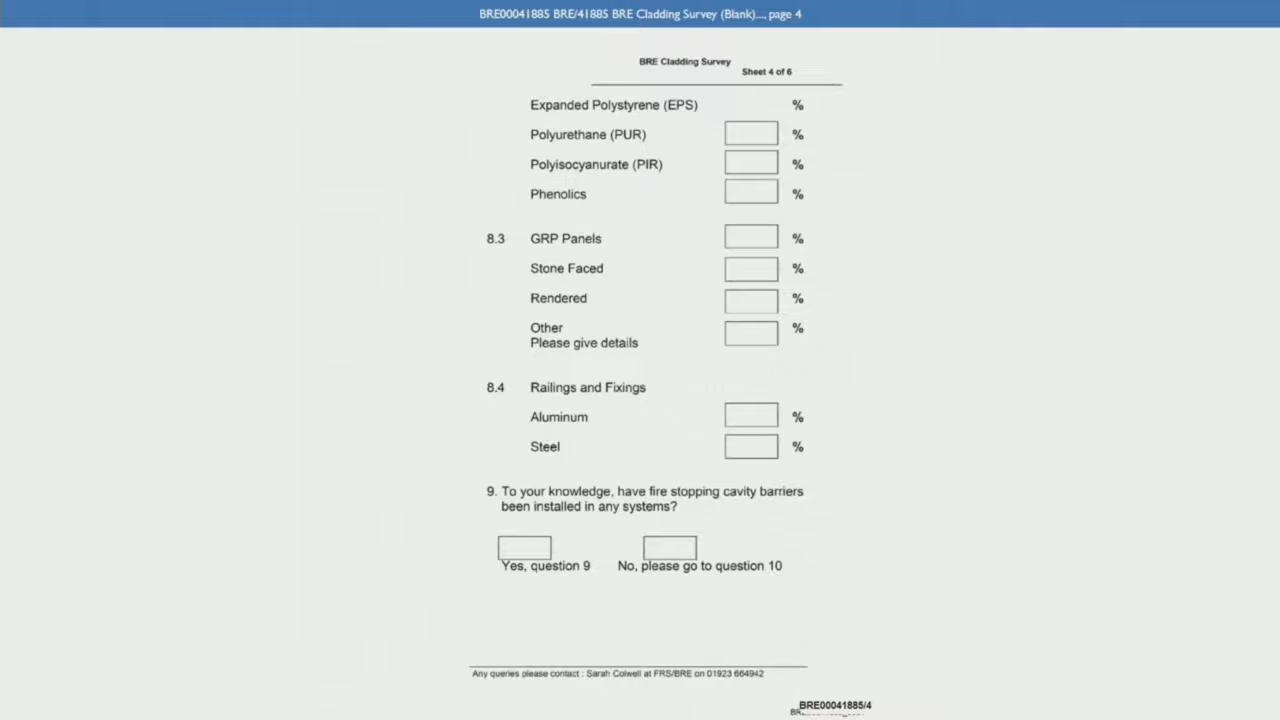 BRE00041885 BRE/41885 BRE Cladding Survey (Blank)..., page 4
BRE Cladding Survey
Sheet 4 of 6
Expanded Polystyrene (EPS) %
Polyurethane (PUR) %
Polyisocyanurate (PIR) %
Phenolics %
8.3 GRP Panels %
Stone Faced %
Rendered %
Other %
Please give details
8.4 Railings and Fixings
Aluminum %
Steel %
9. To your knowledge, have fire stopping cavity barriers
been installed in any systems?
Yes, question 9 No, please go to question 10
Any queries please contact : Sarah Colwell at FRS/BRE on 01923 664942
BRE00041885/4